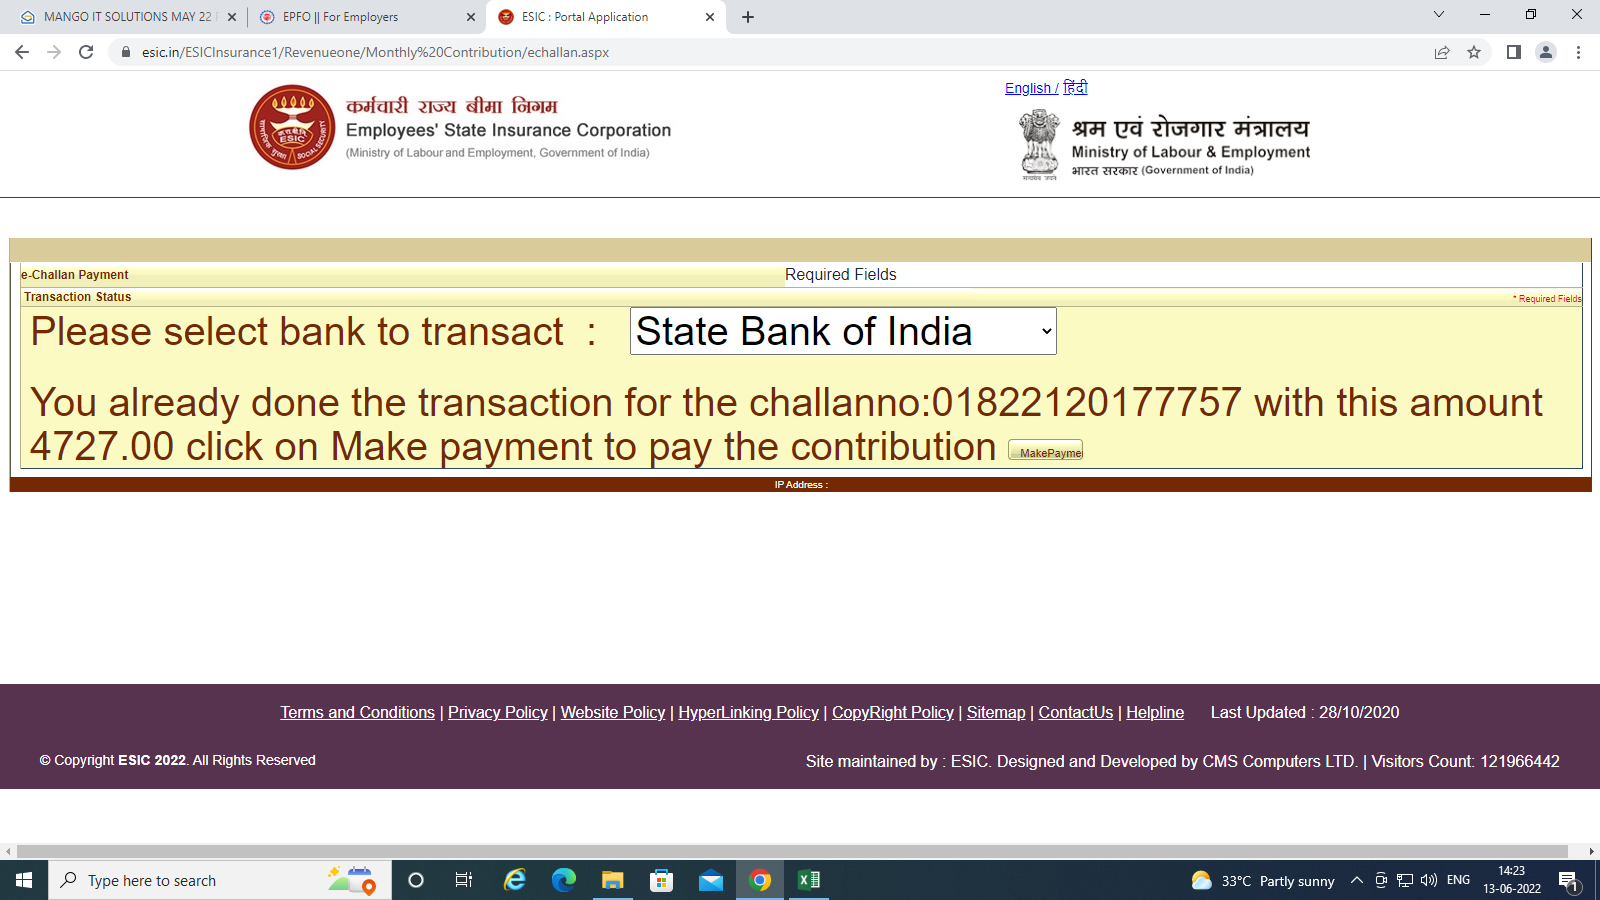 MANGO IT SOLUTIONS MAY 22
EPFO || For Employers
ESIC : Portal Application
esic.in/ESICInsurance1/Revenueone/Monthly%20Contribution/echallan.aspx
English / हिंदी
कर्मचारी राज्य बीमा निगम
Employees' State Insurance Corporation
(Ministry of Labour and Employment, Government of India)
ESIC
SOCIAL SECURITY
श्रम एवं रोजगार मंत्रालय
Ministry of Labour & Employment
भारत सरकार (Government of India)
सत्यमेव जयते
e-Challan Payment
Required Fields
Transaction Status
* Required Fields
Please select bank to transact :
State Bank of India
You already done the transaction for the challanno:01822120177757 with this amount
4727.00 click on Make payment to pay the contribution
MakePayme
IP Address :
Terms and Conditions | Privacy Policy | Website Policy | HyperLinking Policy | CopyRight Policy | Sitemap | ContactUs | Helpline Last Updated : 28/10/2020
© Copyright ESIC 2022. All Rights Reserved
Site maintained by : ESIC. Designed and Developed by CMS Computers LTD. | Visitors Count: 121966442
Type here to search
33°C Partly sunny
ENG
14:23
13-06-2022
1